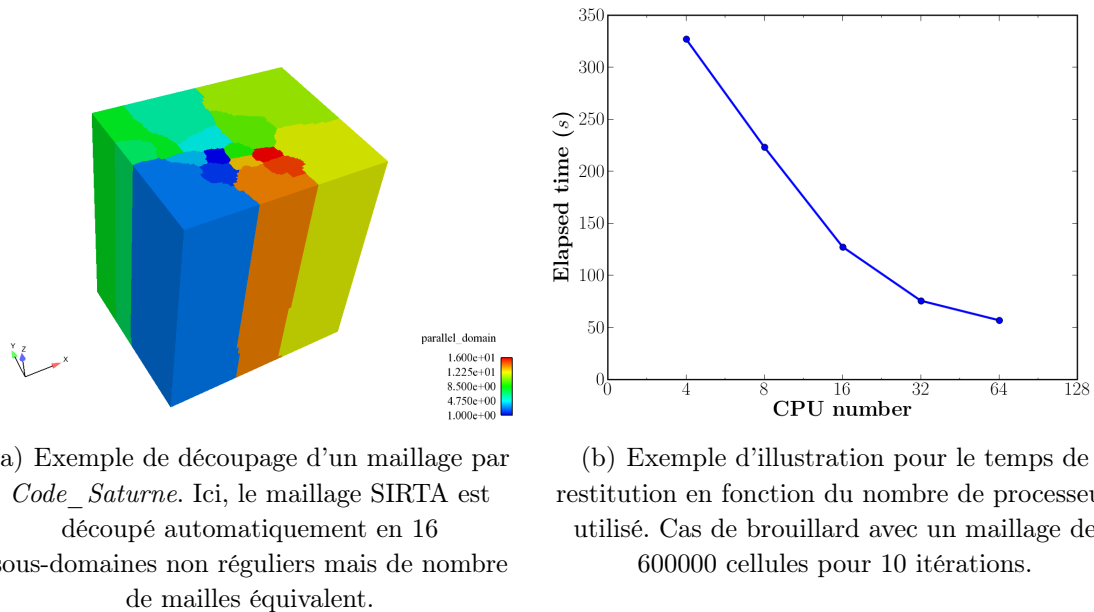 Y
Z
X
parallel_domain
1.600e+01
1.225e+01
8.500e+00
4.750e+00
1.000e+00
Elapsed time (s)
350
300
250
200
150
100
50
0
0 4 8 16 32 64 128
CPU number
a) Exemple de découpage d'un maillage par
Code_Saturne. Ici, le maillage SIRTA est
découpé automatiquement en 16
sous-domaines non réguliers mais de nombre
de mailles équivalent.
(b) Exemple d'illustration pour le temps de
restitution en fonction du nombre de processeu
utilisé. Cas de brouillard avec un maillage de
600000 cellules pour 10 itérations.